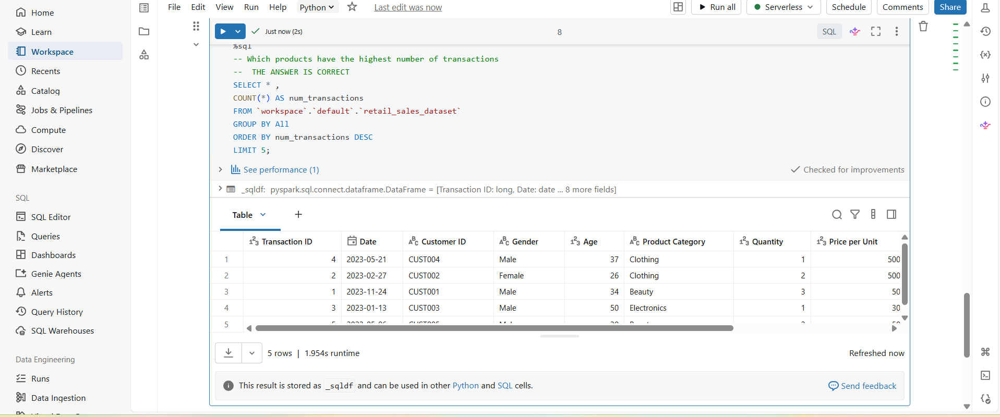 File Edit View Run Help Python Last edit was now Run all Serverless Schedule Comments Share
Home
Learn
Workspace
Recents
Catalog
Jobs & Pipelines
Compute
Discover
Marketplace
SQL
SQL Editor
Queries
Dashboards
Genie Agents
Alerts
Query History
SQL Warehouses
Data Engineering
Runs
Data Ingestion
Just now (2s) 8 SQL
%sql
-- Which products have the highest number of transactions
--  THE ANSWER IS CORRECT
SELECT * ,
COUNT(*) AS num_transactions
FROM `workspace`.`default`.`retail_sales_dataset`
GROUP BY All
ORDER BY num_transactions DESC
LIMIT 5;
See performance (1) Checked for improvements
_sqldf: pyspark.sql.connect.dataframe.DataFrame = [Transaction ID: long, Date: date ... 8 more fields]
Table +
Transaction ID Date Customer ID Gender Age Product Category Quantity Price per Unit
1 4 2023-05-21 CUST004 Male 37 Clothing 1 500
2 2 2023-02-27 CUST002 Female 26 Clothing 2 500
3 1 2023-11-24 CUST001 Male 34 Beauty 3 50
4 3 2023-01-13 CUST003 Male 50 Electronics 1 30
5
5 rows | 1.954s runtime Refreshed now
This result is stored as _sqldf and can be used in other Python and SQL cells. Send feedback